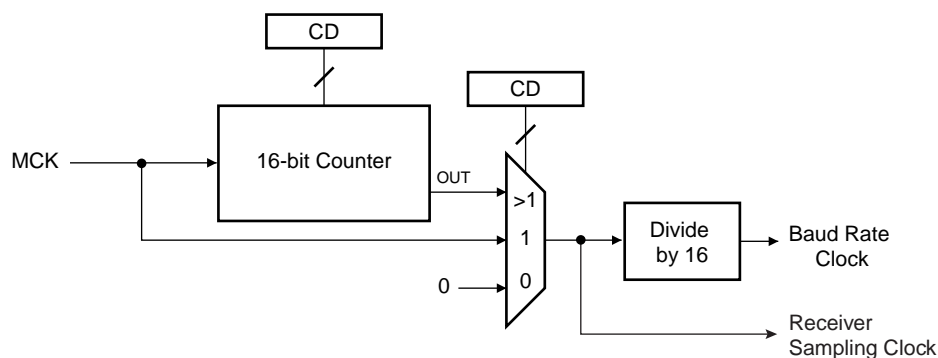 CD
CD
MCK
16-bit Counter
OUT
>1
1
0
0
Divide
by 16
Baud Rate
Clock
Receiver
Sampling Clock